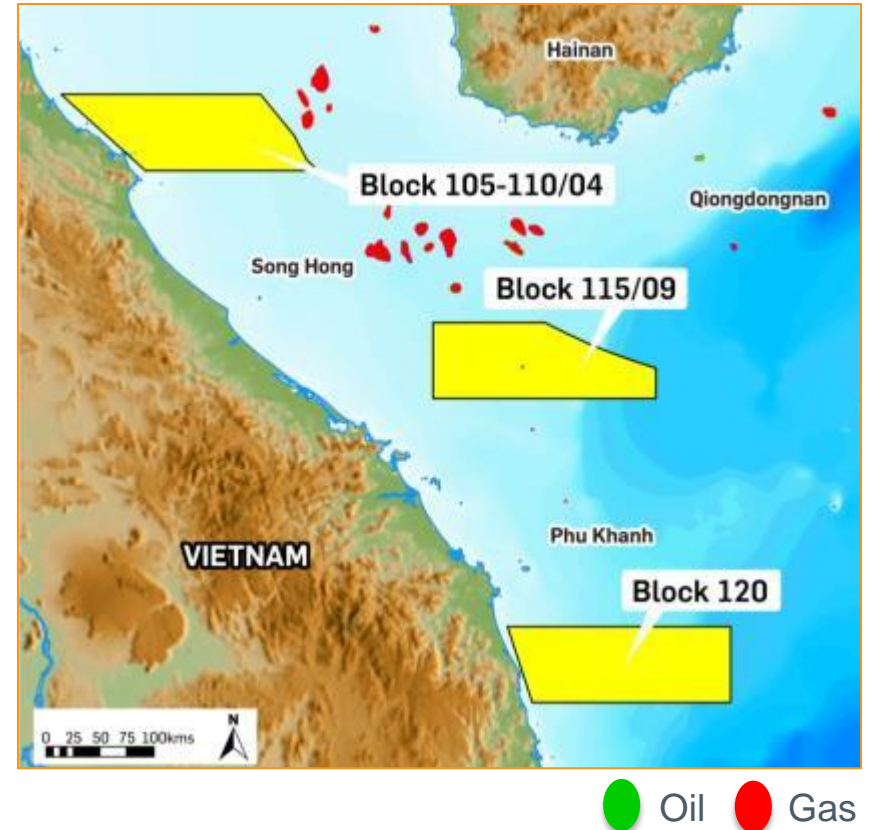 Hainan
Block 105-110/04
Qiongdongnan
Song Hong
Block 115/09
Phu Khanh
VIETNAM
Block 120
N
0 25 50 75 100kms
Oil Gas